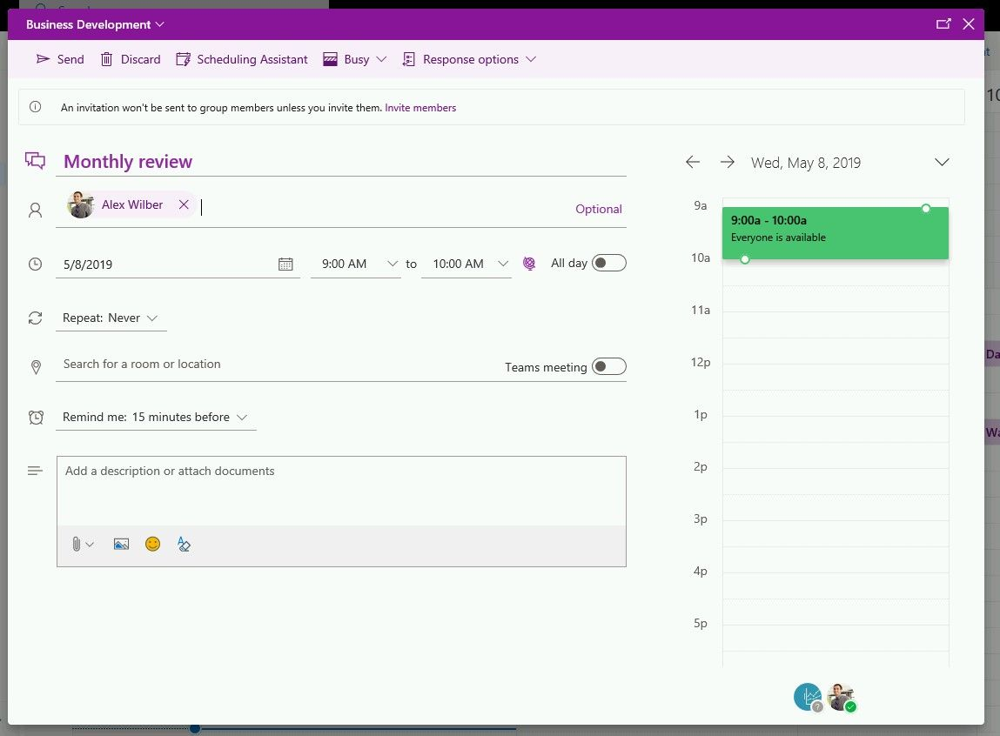 Business Development
Send Discard Scheduling Assistant Busy Response options
An invitation won't be sent to group members unless you invite them. Invite members
Monthly review
Alex Wilber
Optional
5/8/2019 9:00 AM to 10:00 AM All day
Repeat: Never
Search for a room or location Teams meeting
Remind me: 15 minutes before
Add a description or attach documents
Wed, May 8, 2019
9a
9:00a - 10:00a
Everyone is available
10a
11a
12p
1p
2p
3p
4p
5p
10
Da
Wa